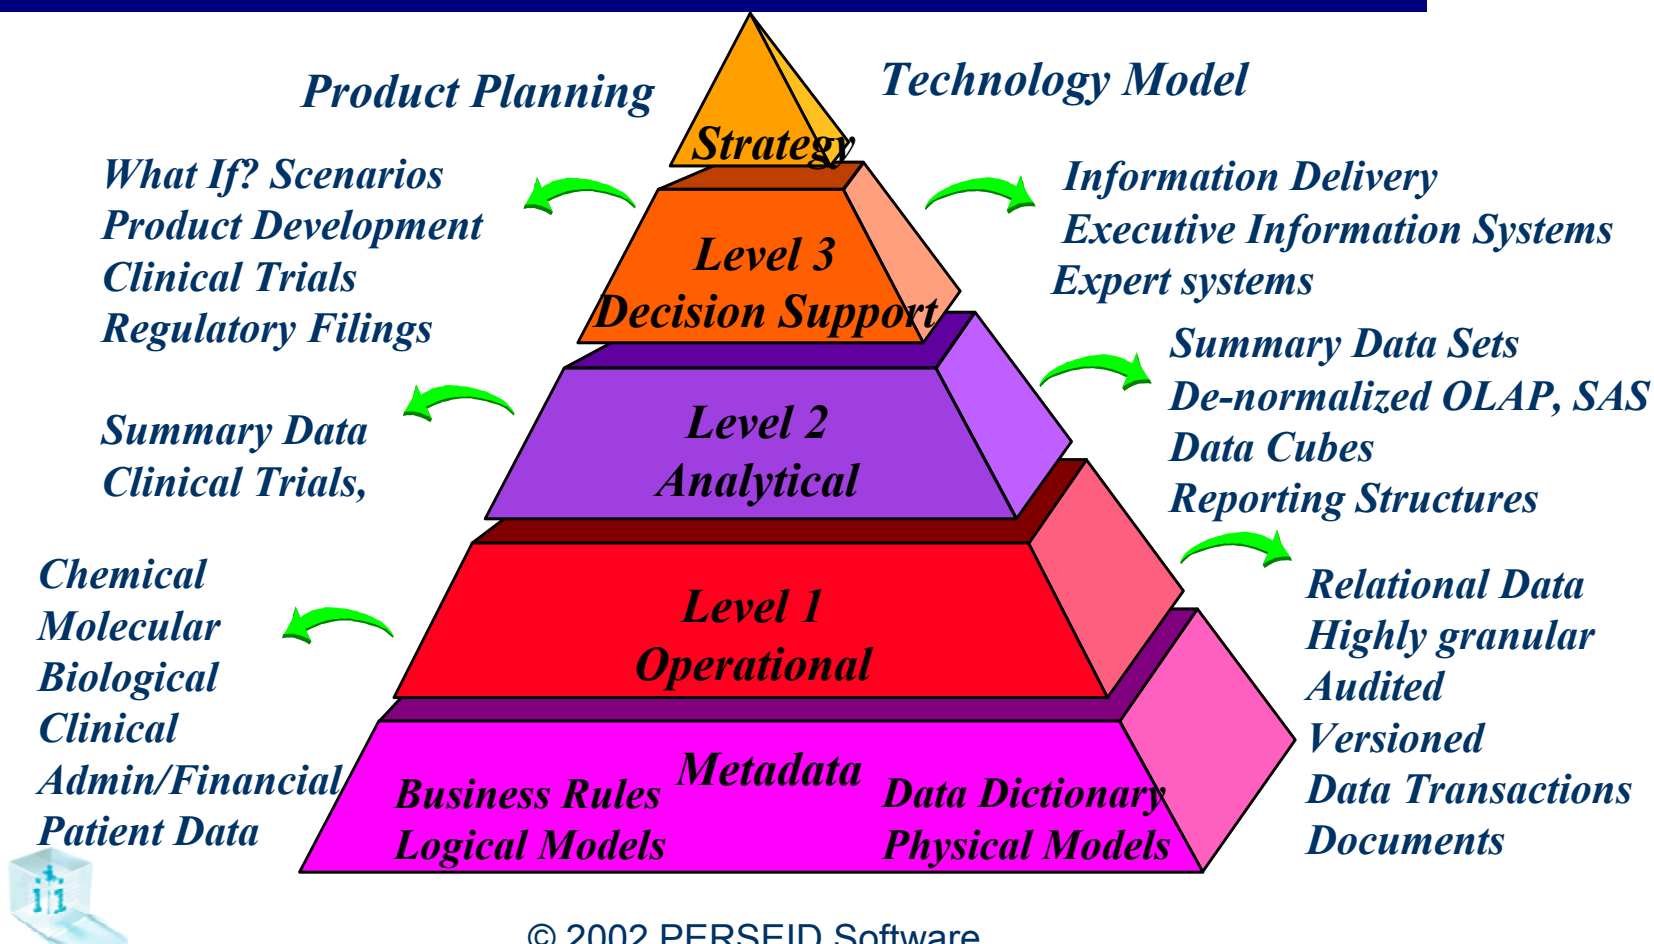 Product Planning
Technology Model
Strategy
What If? Scenarios
Product Development
Clinical Trials
Regulatory Filings
Level 3
Decision Support
Information Delivery
Executive Information Systems
Expert systems
Summary Data
Clinical Trials,
Level 2
Analytical
Summary Data Sets
De-normalized OLAP, SAS
Data Cubes
Reporting Structures
Chemical
Molecular
Biological
Clinical
Admin/Financial
Patient Data
Level 1
Operational
Relational Data
Highly granular
Audited
Versioned
Data Transactions
Documents
Metadata
Business Rules
Logical Models
Data Dictionary
Physical Models
© 2002 PERSEID Software